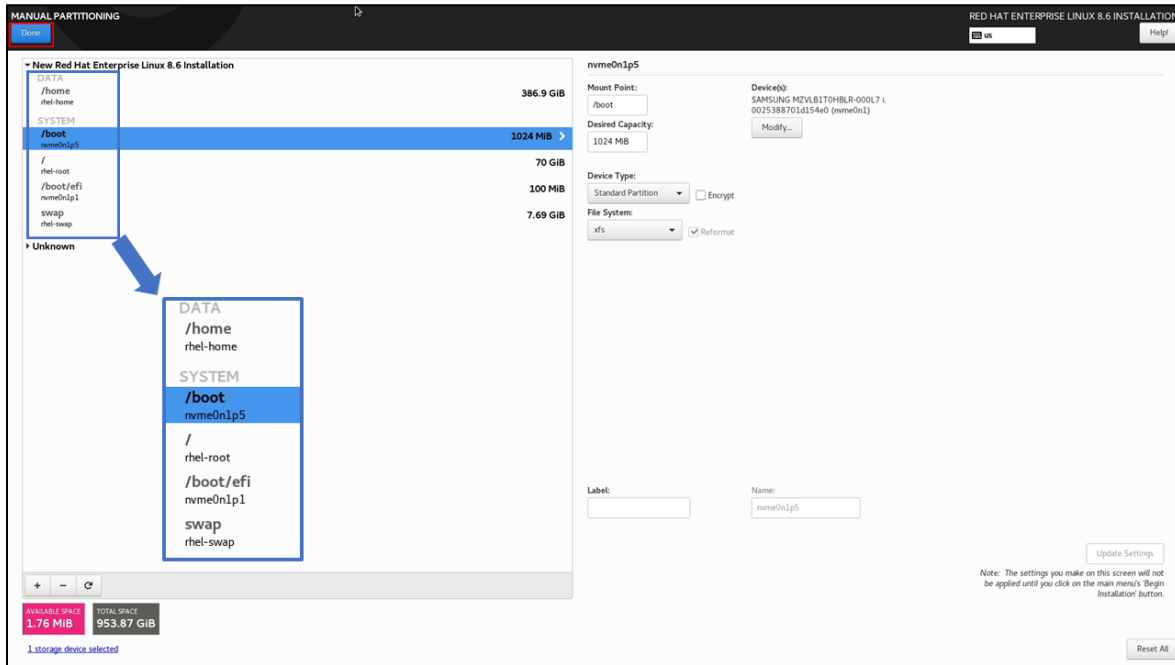 MANUAL PARTITIONING
RED HAT ENTERPRISE LINUX 8.6 INSTALLATION
Done
us
Help!
New Red Hat Enterprise Linux 8.6 Installation
DATA
/home
386.9 GiB
rhel-home
SYSTEM
/boot
1024 MiB
nvme0n1p5
/
70 GiB
rhel-root
/boot/efi
100 MiB
nvme0n1p1
swap
7.69 GiB
rhel-swap
Unknown
DATA
/home
rhel-home
SYSTEM
/boot
nvme0n1p5
/
rhel-root
/boot/efi
nvme0n1p1
swap
rhel-swap
+ −
AVAILABLE SPACE
1.76 MiB
TOTAL SPACE
953.87 GiB
1 storage device selected
nvme0n1p5
Mount Point:
/boot
Desired Capacity:
1024 MiB
Device(s):
SAMSUNG MZVLB1T0HBLR-000L7 i.
0025388701d154e0 (nvme0n1)
Modify...
Device Type:
Standard Partition
Encrypt
File System:
xfs
Reformat
Label:
Name:
nvme0n1p5
Update Settings
Note: The settings you make on this screen will not
be applied until you click on the main menu's 'Begin
Installation' button.
Reset All